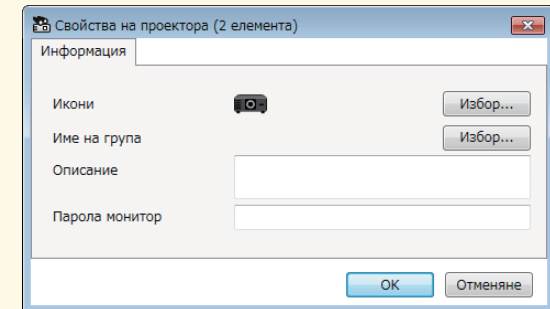 Свойства на проектора (2 елемента)
Информация
Икони
Избор...
Име на група
Избор...
Описание
Парола монитор
OK
Отменяне